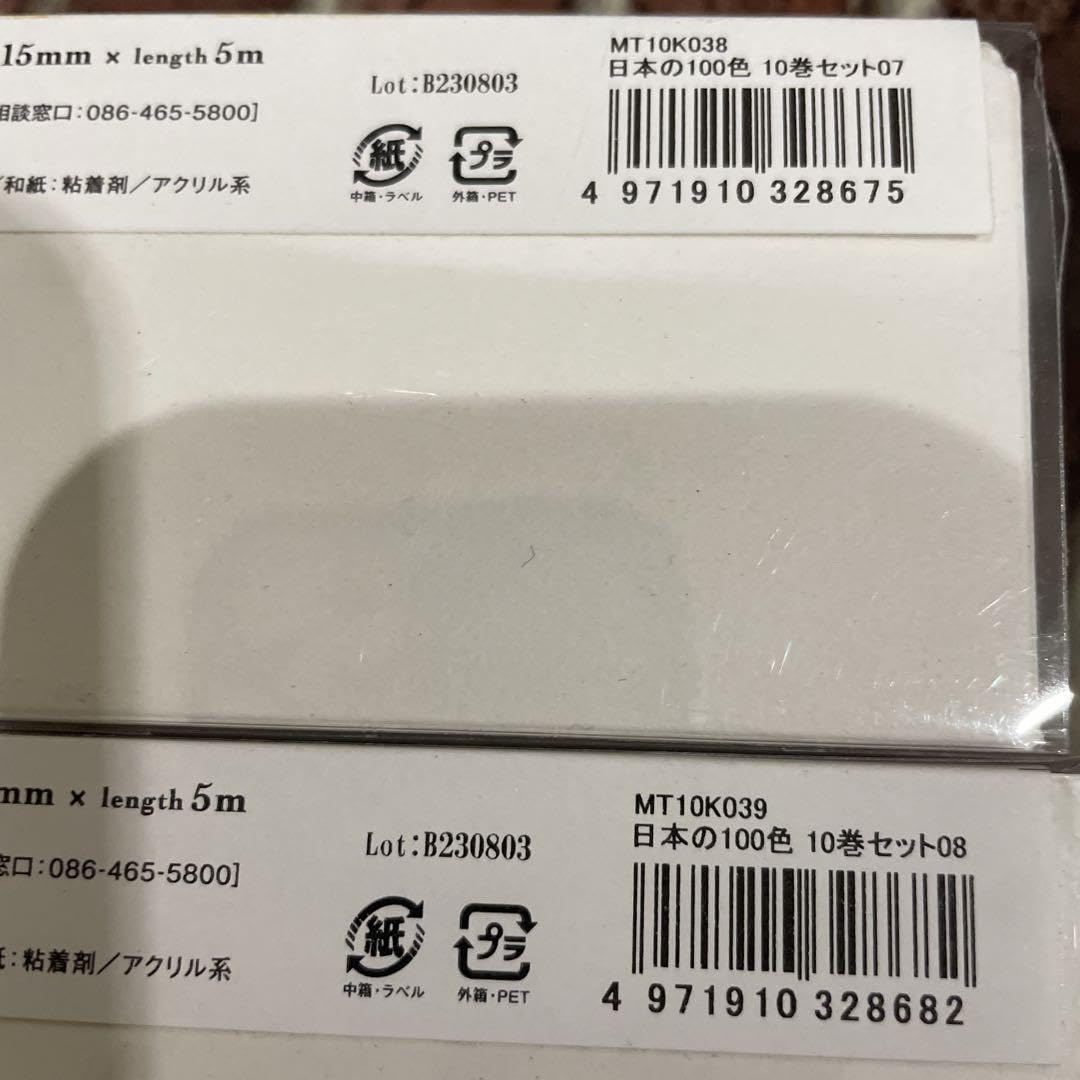 15mm × length 5m
相談窓口:086-465-5800]
/和紙:粘着剤/アクリル系
Lot:B230803
紙
中箱・ラベル
プラ
外箱・PET
MT10K038
日本の100色 10巻セット07
4 971910 328675
mm × length 5m
窓口:086-465-5800]
紙:粘着剤/アクリル系
Lot:B230803
紙
中箱・ラベル
プラ
外箱・PET
MT10K039
日本の100色 10巻セット08
4 971910 328682